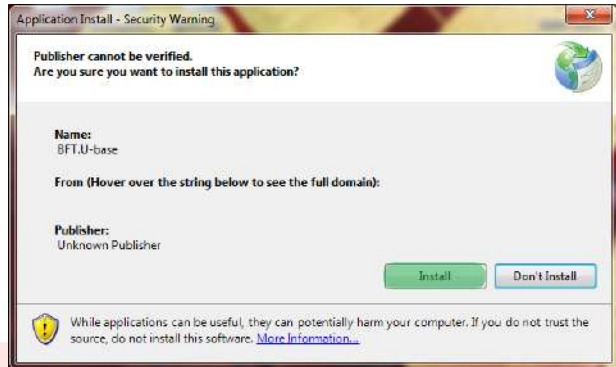 Application Install - Security Warning
Publisher cannot be verified.
Are you sure you want to install this application?
Name:
BFT.U-base
From (Hover over the string below to see the full domain):
Publisher:
Unknown Publisher
Install
Don't Install
While applications can be useful, they can potentially harm your computer. If you do not trust the
source, do not install this software. More Information...